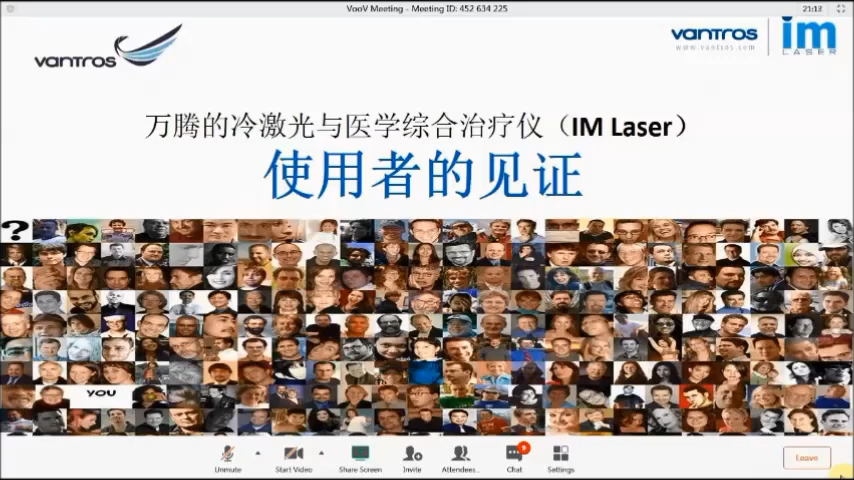 VooV Meeting - Meeting ID: 452 634 225
21:13
vantros
vantros
www.vantros.com
im
LASER
万腾的冷激光与医学综合治疗仪（IM Laser）
使用者的见证
?
YOU
Unmute
Start Video
Share Screen
Invite
Attendees...
Chat
9
Settings
Leave